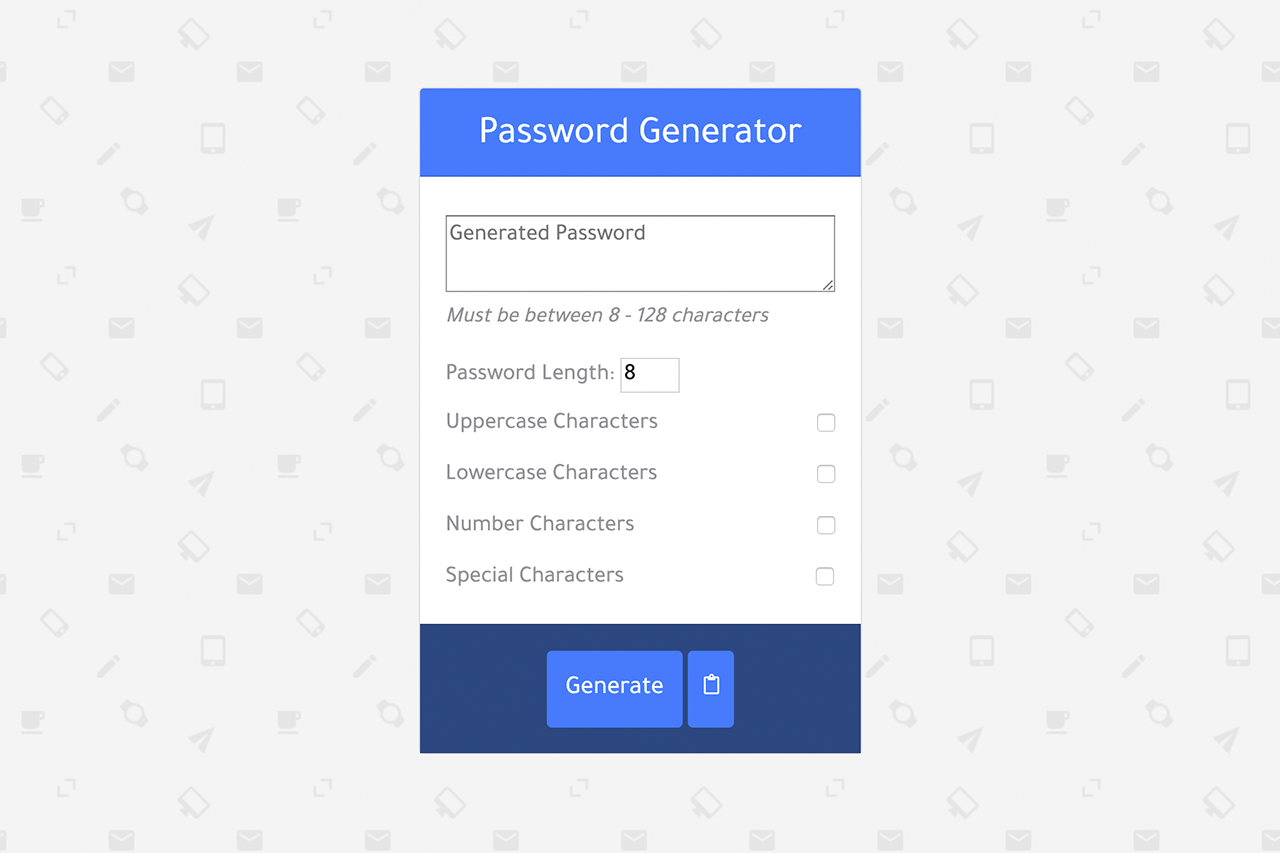 Password Generator
Generated Password
Must be between 8 - 128 characters
Password Length: 8
Uppercase Characters
Lowercase Characters
Number Characters
Special Characters
Generate